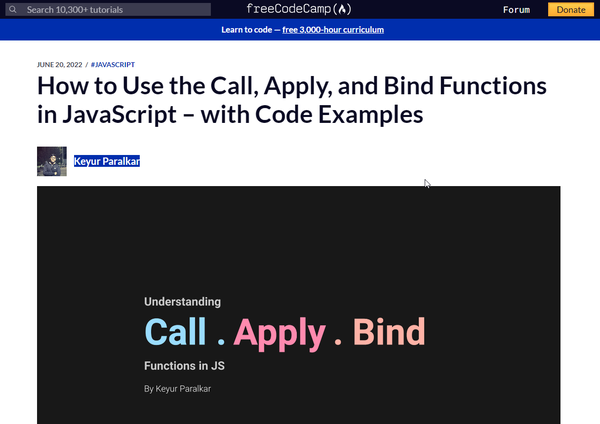 Search 10,300+ tutorials
freeCodeCamp(🔥)
Forum
Donate
Learn to code — free 3,000-hour curriculum
JUNE 20, 2022 / #JAVASCRIPT
How to Use the Call, Apply, and Bind Functions
in JavaScript – with Code Examples
Keyur Paralkar
Understanding
Call . Apply . Bind
Functions in JS
By Keyur Paralkar